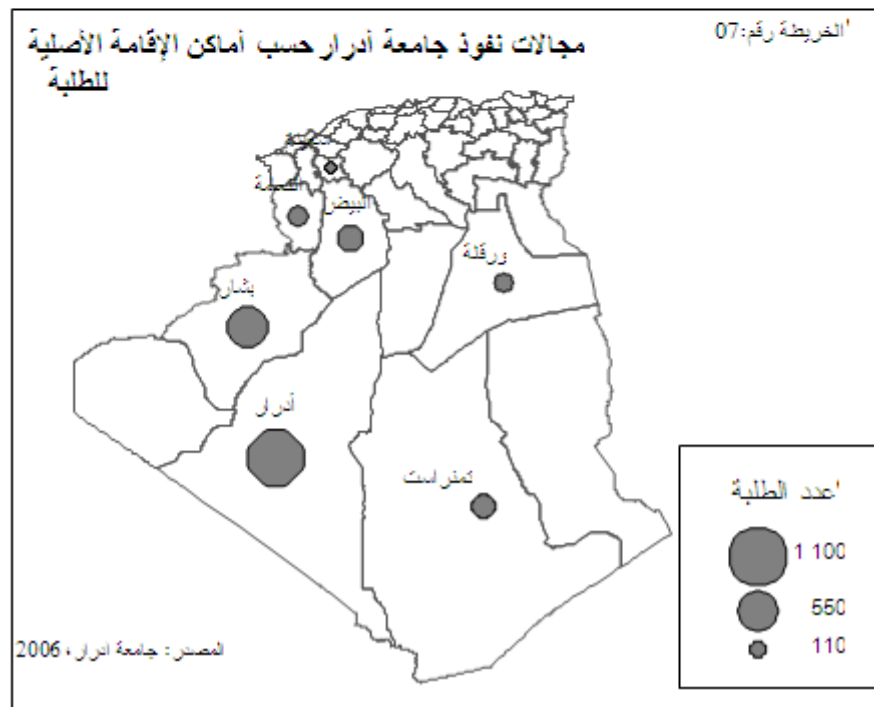 'الخريطة رقم:07
مجالات نفوذ جامعة أدرار حسب أماكن الإقامة الأصلية
للطلبة
البيض
ورقلة
بشار
أدرار
تمنراست
'عدد الطلبة
1 100
550
110
المصدر: جامعة ادرار، 2006